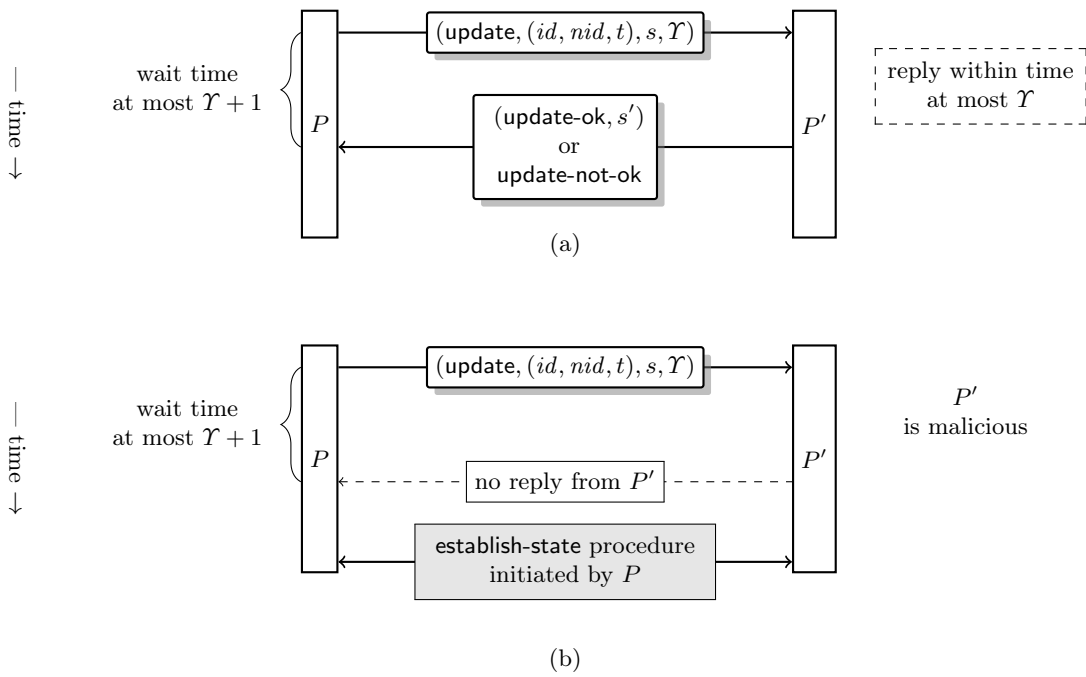 (update, (id, nid, t), s, ϒ)
— time →
wait time
at most ϒ + 1
P
(update-ok, s′)
or
update-not-ok
P′
reply within time
at most ϒ
(a)
(update, (id, nid, t), s, ϒ)
— time →
wait time
at most ϒ + 1
P
no reply from P′
establish-state procedure
initiated by P
P′
P′
is malicious
(b)